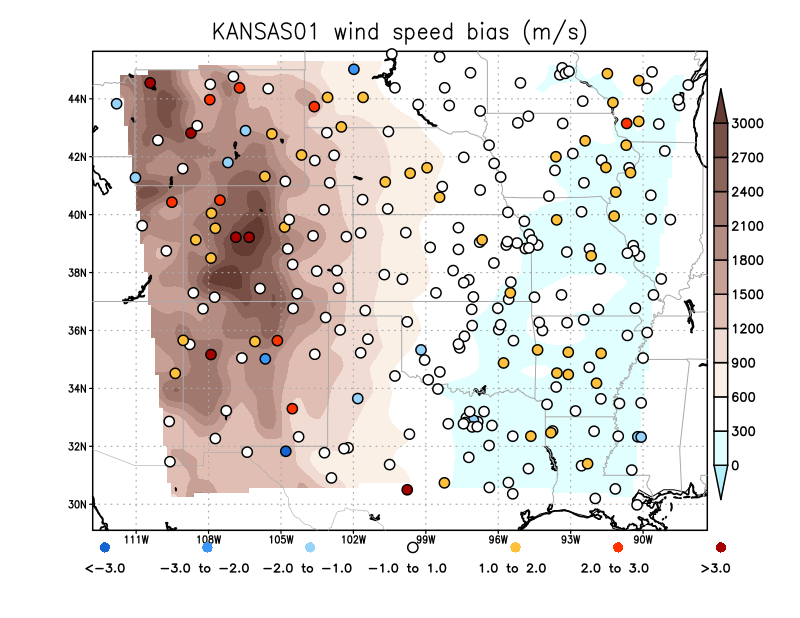 KANSAS01 wind speed bias (m/s)
44N
42N
40N
38N
36N
34N
32N
30N
111W 108W 105W 102W 99W 96W 93W 90W
3000
2700
2400
2100
1800
1500
1200
900
600
300
0
<-3.0 -3.0 to -2.0 -2.0 to -1.0 -1.0 to 1.0 1.0 to 2.0 2.0 to 3.0 >3.0